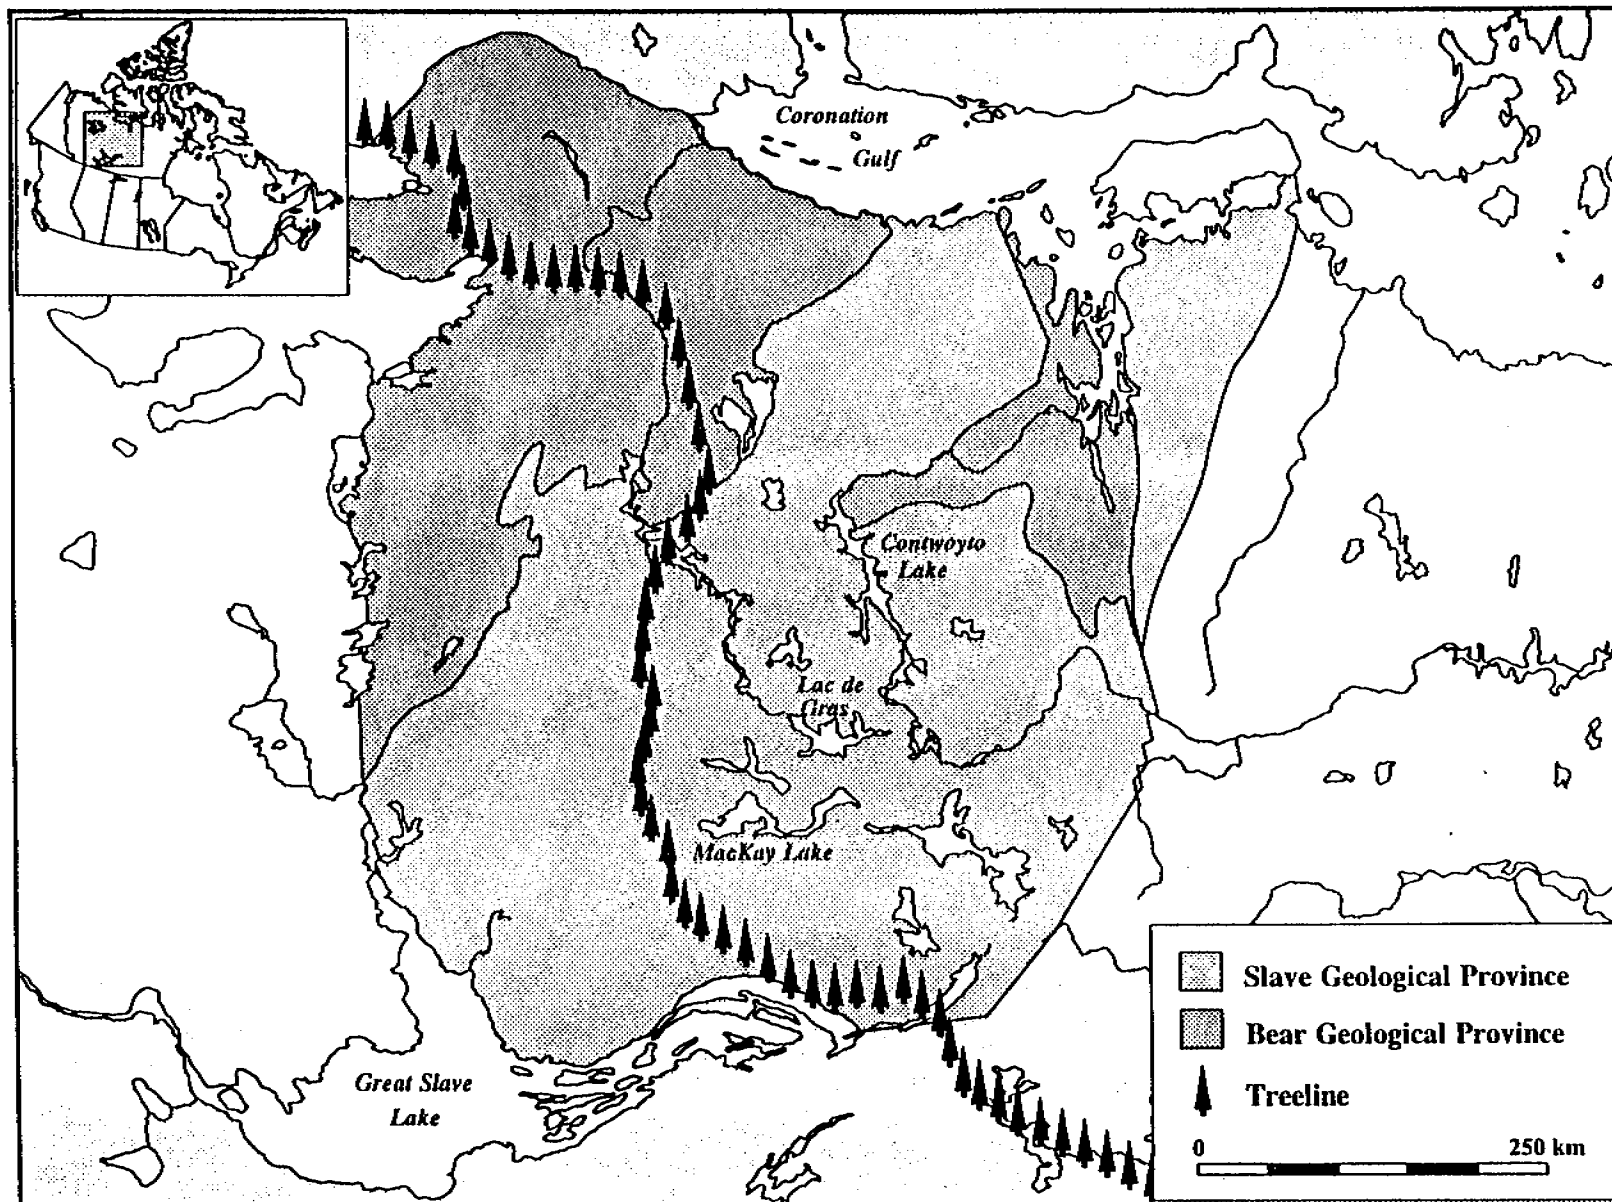 Coronation
Gulf
Contwoyto
Lake
Lac de
Gras
MacKay Lake
Great Slave
Lake
Slave Geological Province
Bear Geological Province
Treeline
0 250 km